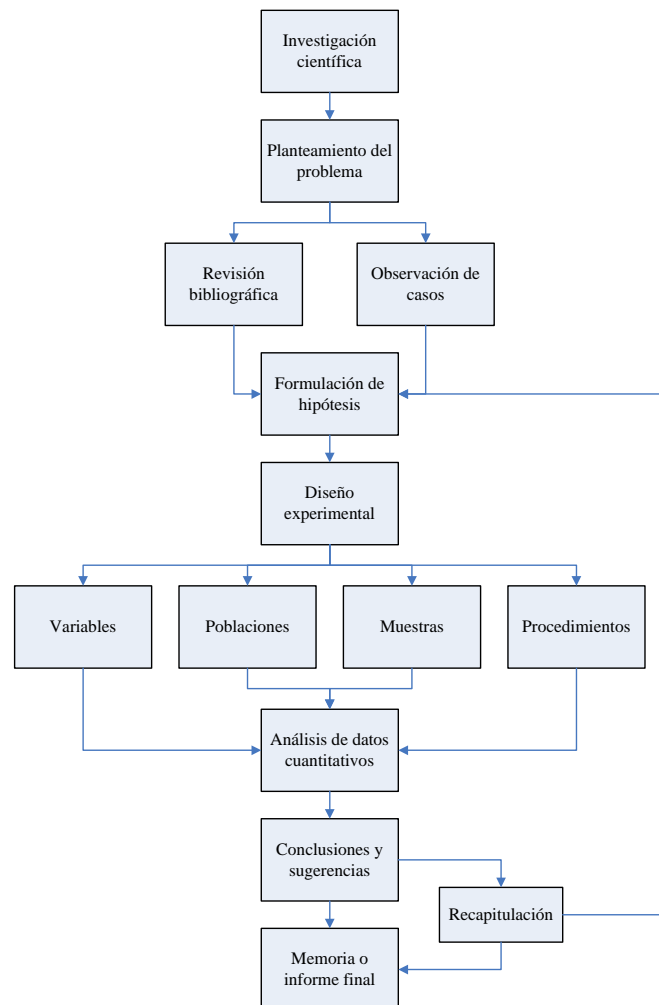 Investigación
científica
Planteamiento del
problema
Revisión
bibliográfica
Observación de
casos
Formulación de
hipótesis
Diseño
experimental
Variables
Poblaciones
Muestras
Procedimientos
Análisis de datos
cuantitativos
Conclusiones y
sugerencias
Recapitulación
Memoria o
informe final